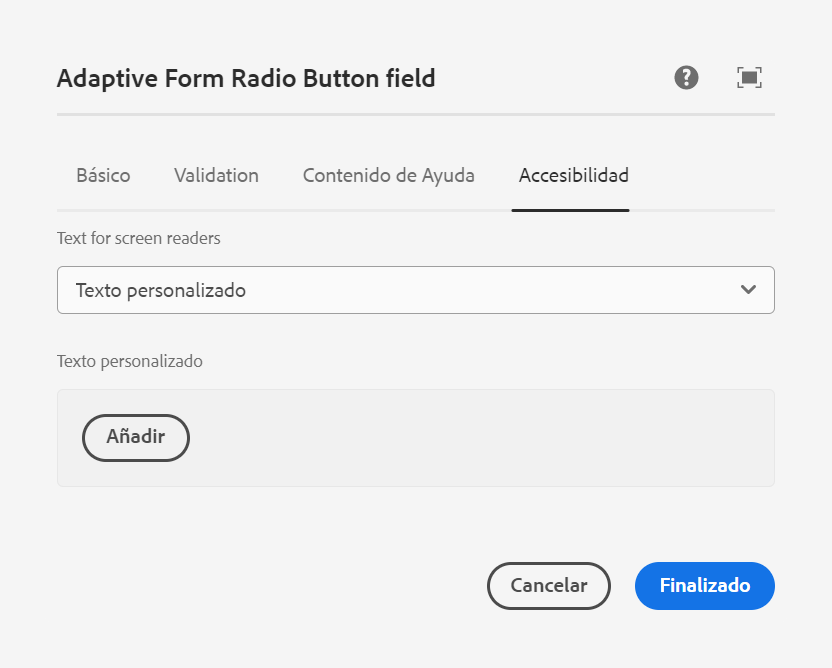 Adaptive Form Radio Button field
Básico Validation Contenido de Ayuda Accesibilidad
Text for screen readers
Texto personalizado
Texto personalizado
Añadir
Cancelar Finalizado